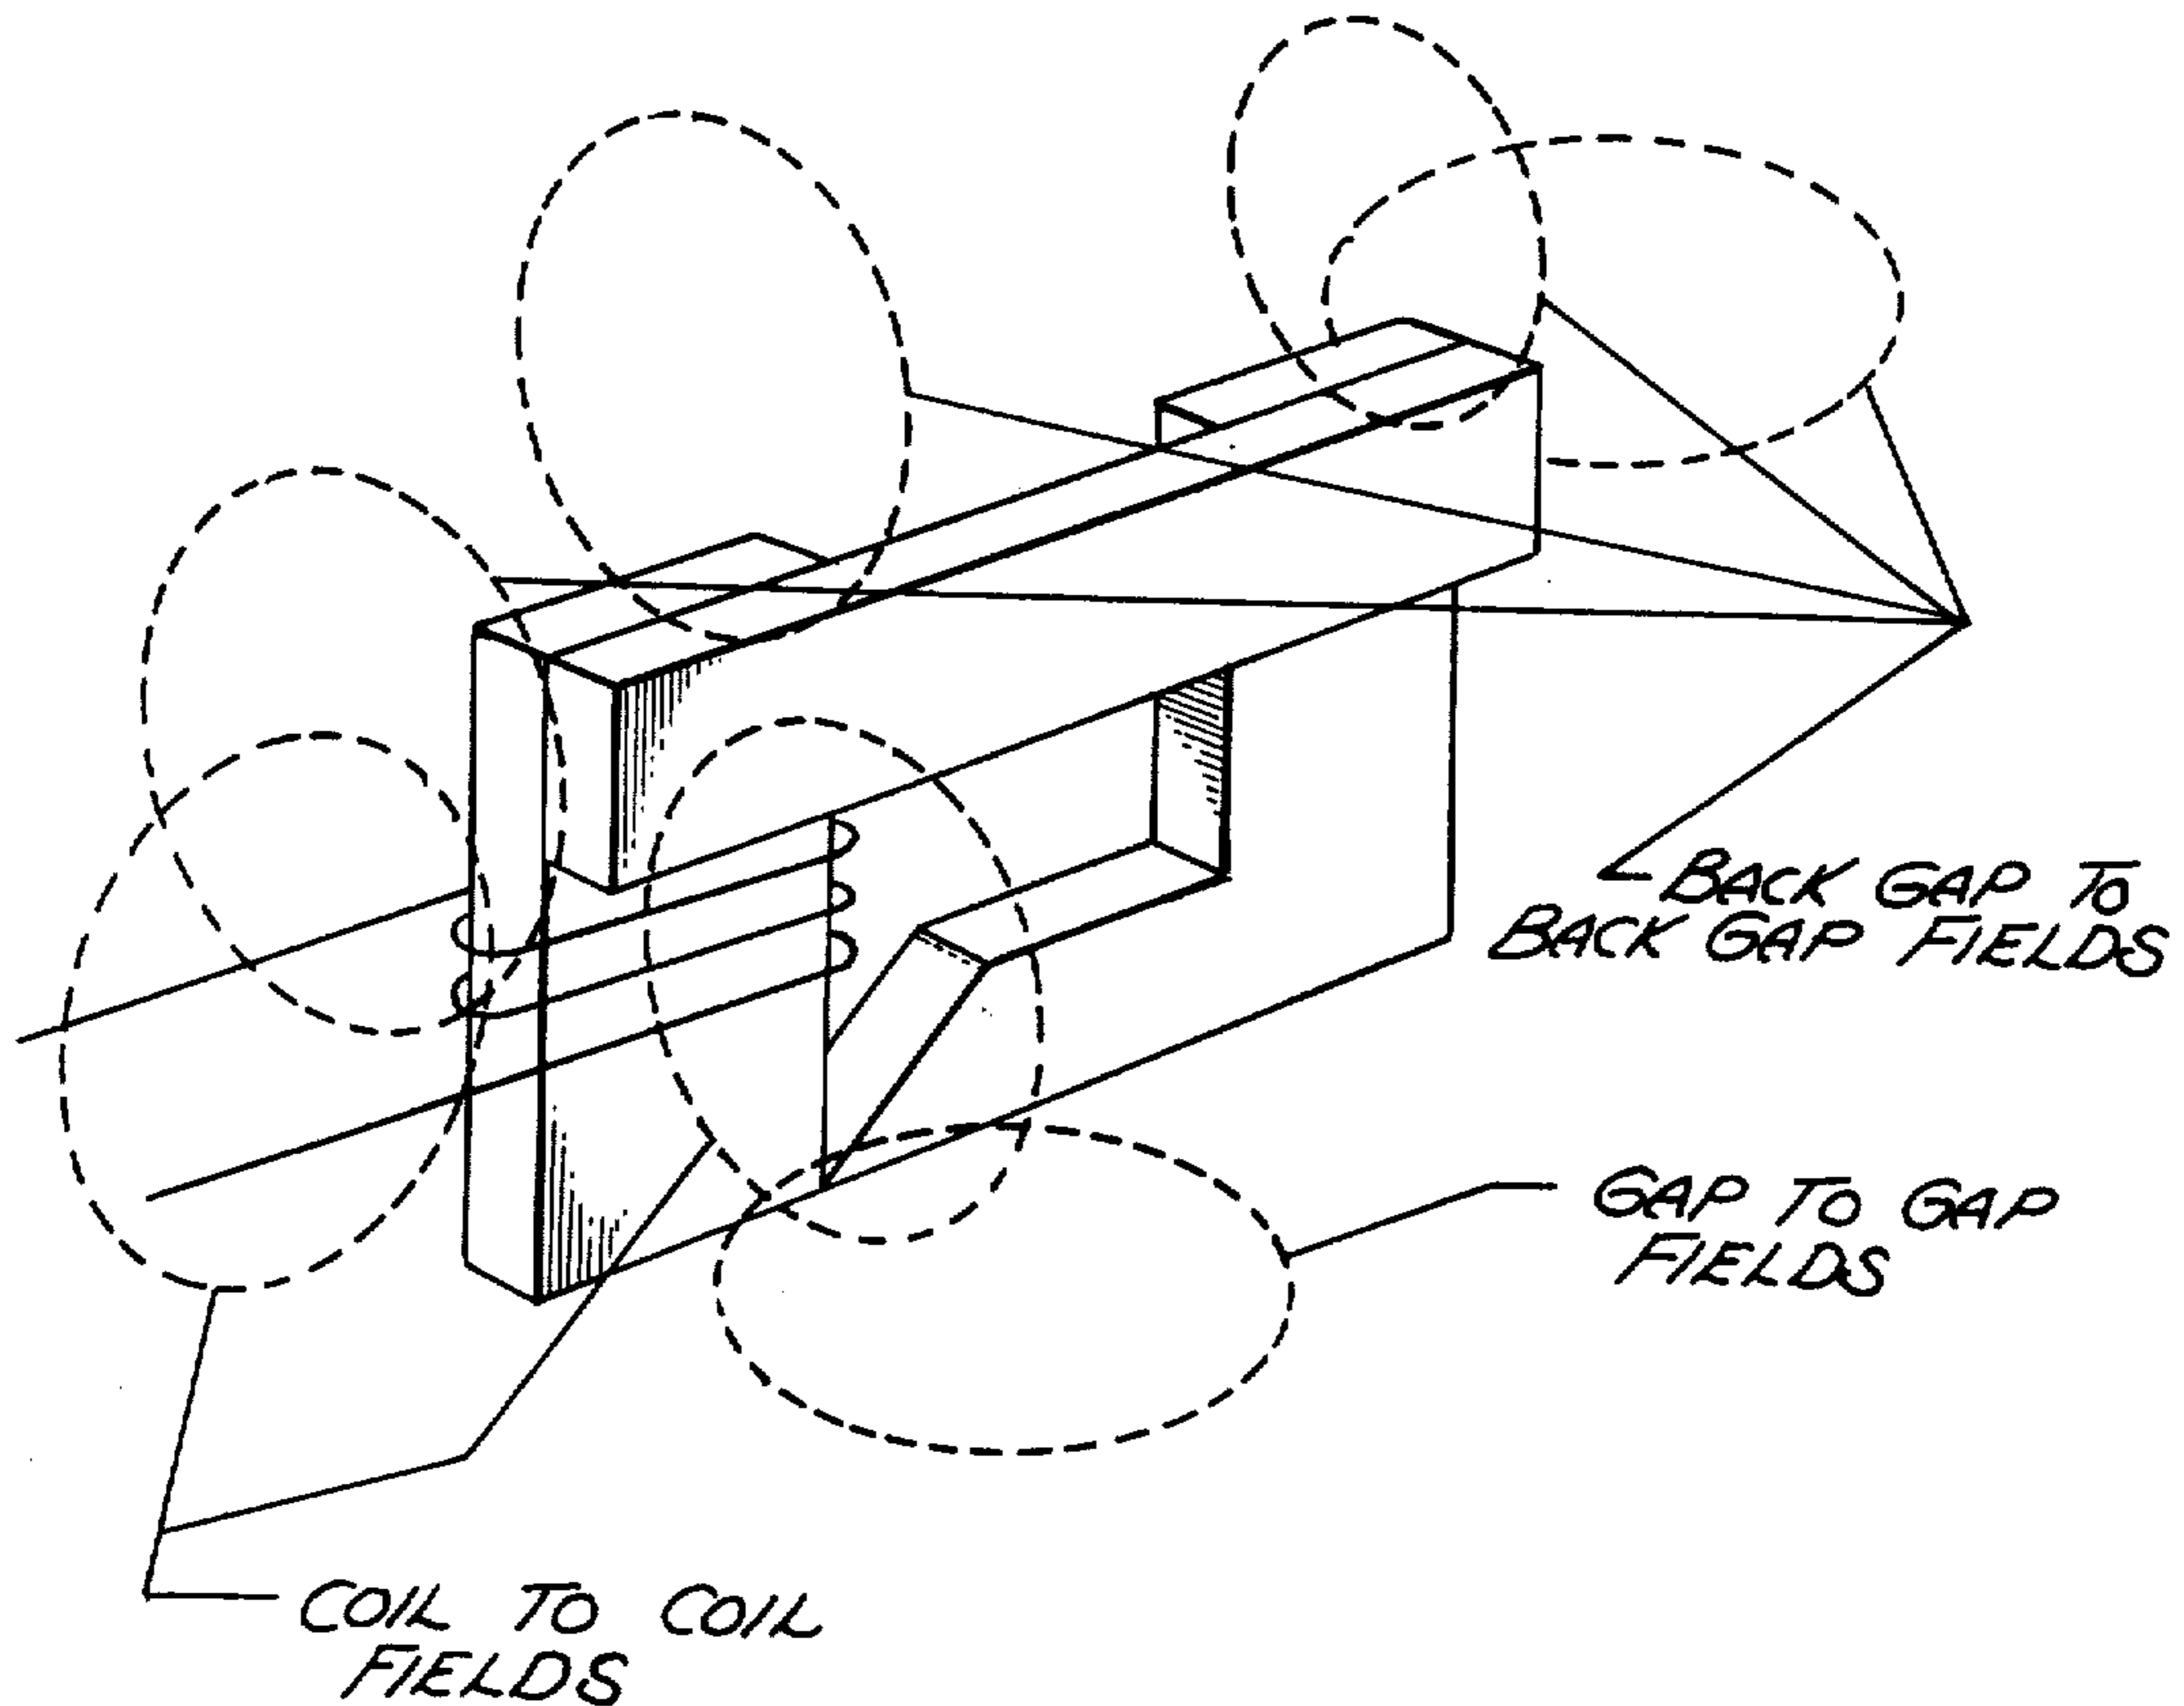 BACK GAP TO
BACK GAP FIELDS
GAP TO GAP
FIELDS
COIL TO COIL
FIELDS